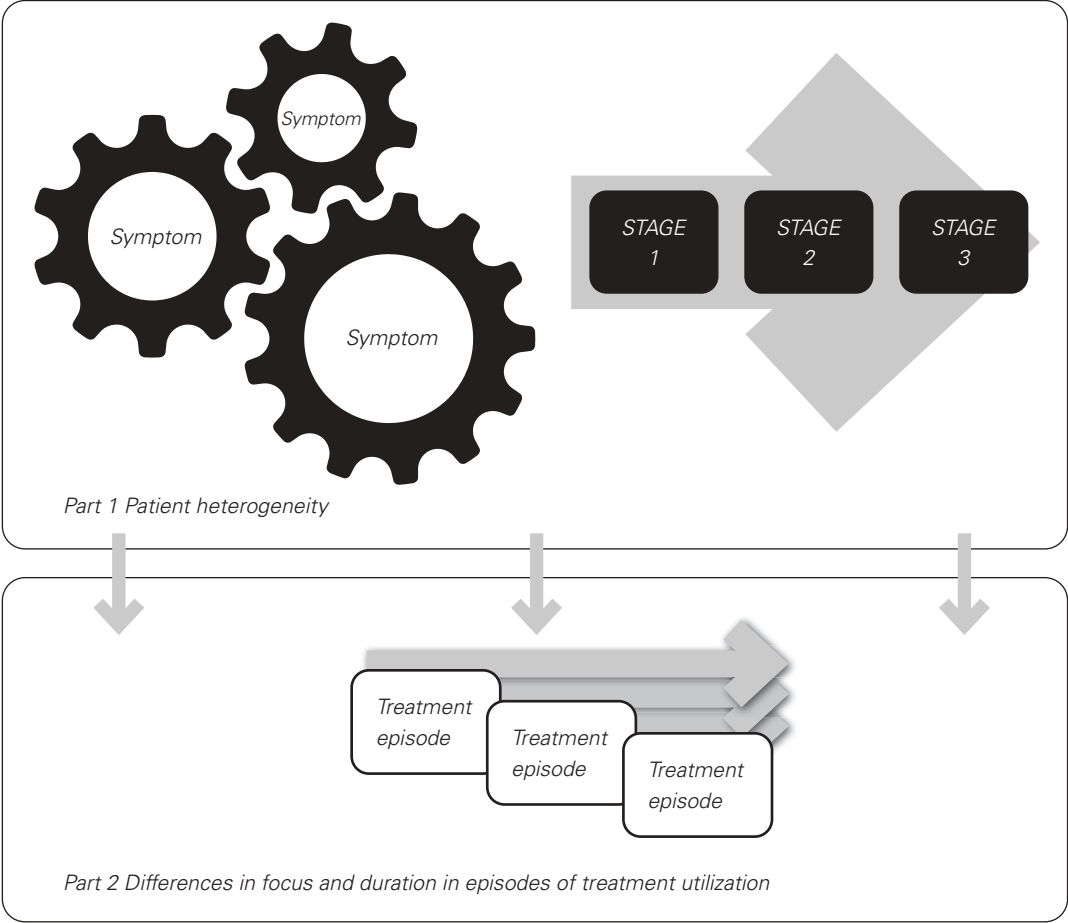 Symptom
Symptom
Symptom
STAGE
1
STAGE
2
STAGE
3
Part 1 Patient heterogeneity
Treatment
episode
Treatment
episode
Treatment
episode
Part 2 Differences in focus and duration in episodes of treatment utilization